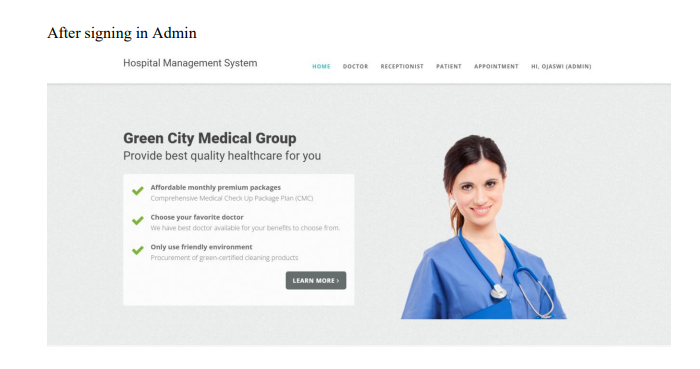 After signing in Admin
Hospital Management System
HOME DOCTOR RECEPTIONIST PATIENT APPOINTMENT HI, OJASWI (ADMIN)
Green City Medical Group
Provide best quality healthcare for you
Affordable monthly premium packages
Comprehensive Medical Check Up Package Plan (CMC)
Choose your favorite doctor
We have best doctor available for your benefits to choose from.
Only use friendly environment
Procurement of green-certified cleaning products
LEARN MORE ›